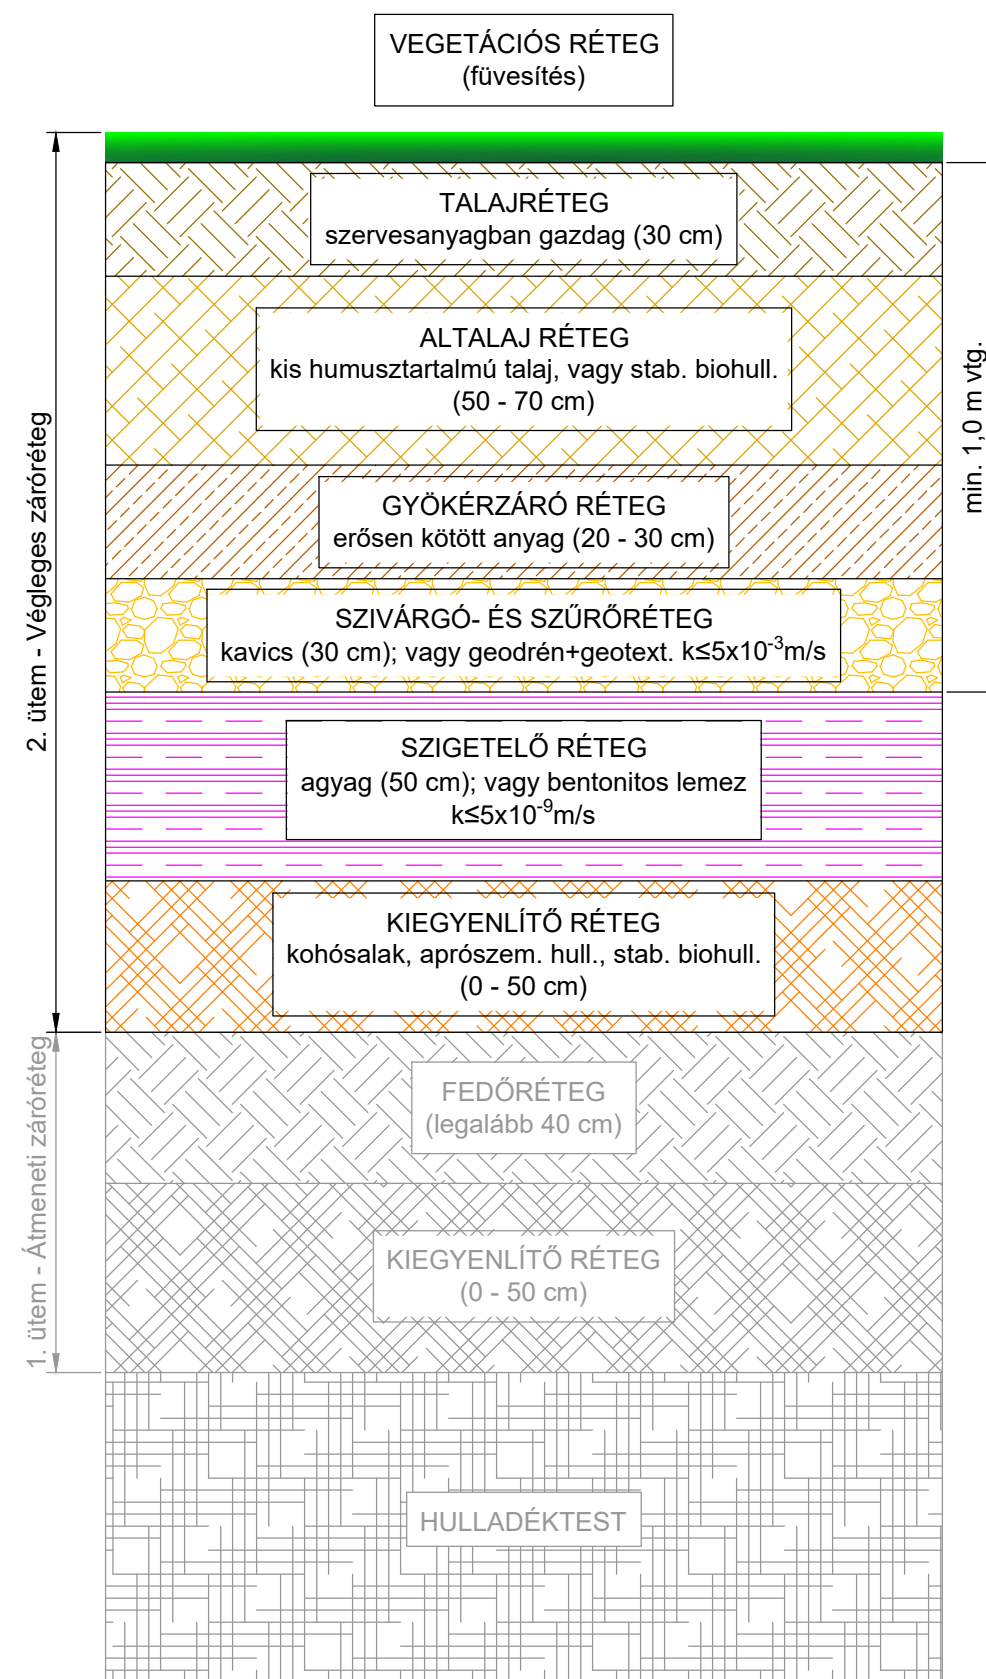 VEGETÁCIÓS RÉTEG
(füvesítés)
TALAJRÉTEG
szervesanyagban gazdag (30 cm)
ALTALAJ RÉTEG
kis humusztartalmú talaj, vagy stab. biohull.
(50 - 70 cm)
GYÖKÉRZÁRÓ RÉTEG
erősen kötött anyag (20 - 30 cm)
SZIVÁRGÓ- ÉS SZŰRŐRÉTEG
kavics (30 cm); vagy geodrén+geotext. k≤5x10⁻³m/s
SZIGETELŐ RÉTEG
agyag (50 cm); vagy bentonitos lemez
k≤5x10⁻⁹m/s
KIEGYENLÍTŐ RÉTEG
kohósalak, aprószem. hull., stab. biohull.
(0 - 50 cm)
FEDŐRÉTEG
(legalább 40 cm)
KIEGYENLÍTŐ RÉTEG
(0 - 50 cm)
HULLADÉKTEST
2. ütem - Végleges záróréteg
1. ütem - Átmeneti záróréteg
min. 1,0 m vtg.